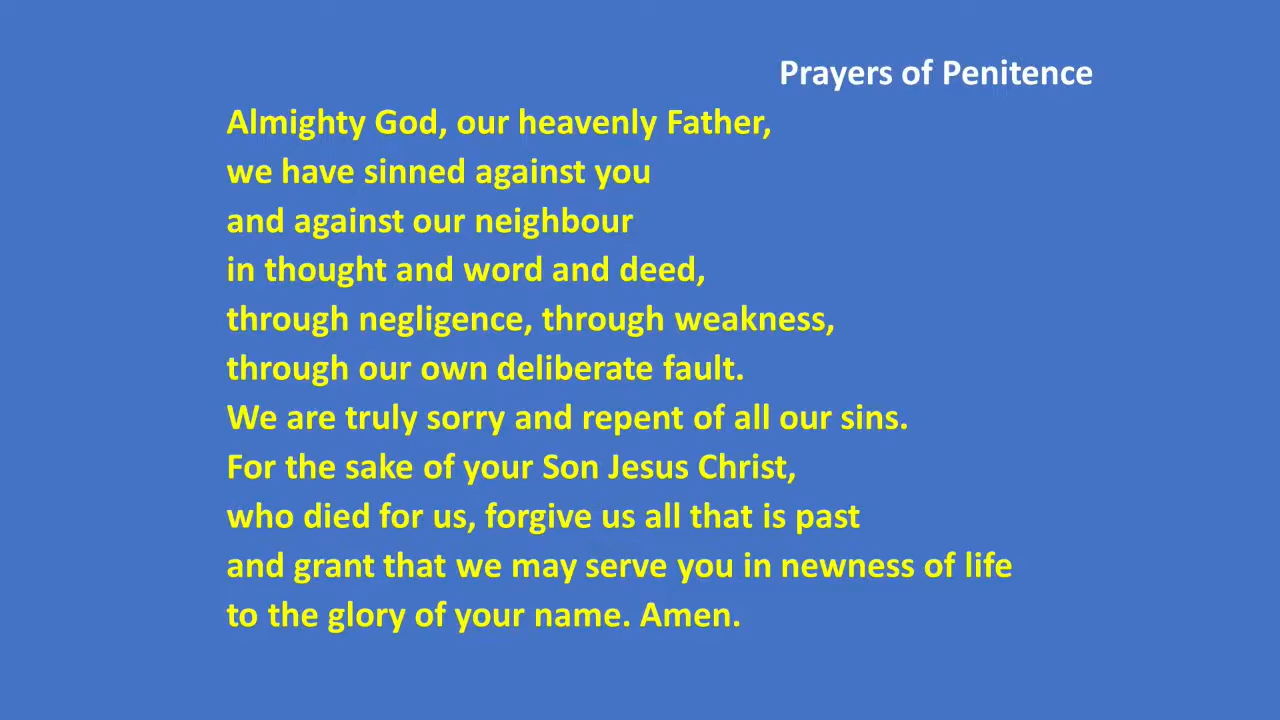 Prayers of Penitence
Almighty God, our heavenly Father,
we have sinned against you
and against our neighbour
in thought and word and deed,
through negligence, through weakness,
through our own deliberate fault.
We are truly sorry and repent of all our sins.
For the sake of your Son Jesus Christ,
who died for us, forgive us all that is past
and grant that we may serve you in newness of life
to the glory of your name. Amen.